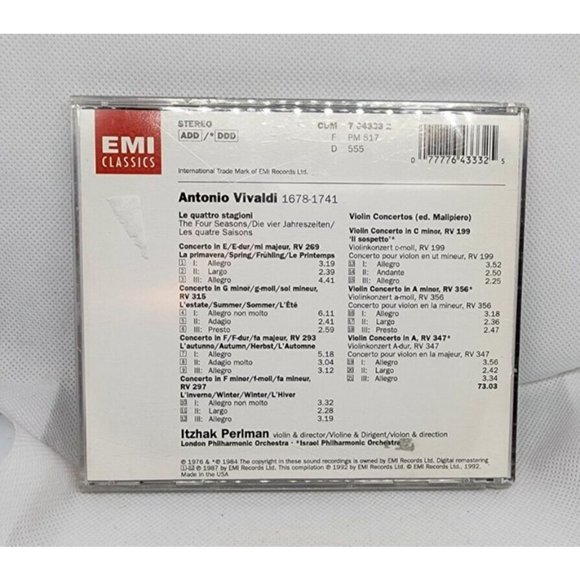 EMI
CLASSICS
STEREO
ADD /* DDD
CDM 7 64333 2
F PM 517
D 555
0 77776 43332 5
International Trade Mark of EMI Records Ltd.
Antonio Vivaldi 1678-1741
Le quattro stagioni
The Four Seasons/Die vier Jahreszeiten/
Les quatre Saisons
Concerto in E/E-dur/mi majeur, RV 269
La primavera/Spring/Frühling/Le Printemps
1 I: Allegro 3.19
2 II: Largo 2.39
3 III: Allegro 4.41
Concerto in G minor/g-moll/sol mineur,
RV 315
L'estate/Summer/Sommer/L'Été
4 I: Allegro non molto 6.11
5 II: Adagio 2.41
6 III: Presto 2.59
Concerto in F/F-dur/fa majeur, RV 293
L'autunno/Autumn/Herbst/L'Automne
7 I: Allegro 5.18
8 II: Adagio molto 3.04
9 III: Allegro 3.12
Concerto in F minor/f-moll/fa mineur,
RV 297
L'inverno/Winter/Winter/L'Hiver
10 I: Allegro non molto 3.32
11 II: Largo 2.28
12 III: Allegro 3.19
Violin Concertos (ed. Malipiero)
Violin Concerto in C minor, RV 199
'Il sospetto'*
Violinkonzert c-moll, RV 199
Concerto pour violon en ut mineur, RV 199
13 I: Allegro 3.52
14 II: Andante 2.50
15 III: Allegro 2.25
Violin Concerto in A minor, RV 356*
Violinkonzert a-moll, RV 356
Concerto pour violon en la mineur, RV 356
16 I: Allegro 3.18
17 II: Largo 2.36
18 III: Presto 2.47
Violin Concerto in A, RV 347*
Violinkonzert A-dur, RV 347
Concerto pour violon en la majeur, RV 347
19 I: Allegro 3.56
20 II: Largo 2.42
21 III: Allegro 3.34
73.03
Itzhak Perlman violin & director/Violine & Dirigent/violon & direction
London Philharmonic Orchestra · *Israel Philharmonic Orchestra
℗ 1976 & *℗ 1984 The copyright in these sound recordings is owned by EMI Records Ltd. Digital remastering
1-12 ℗ 1987 by EMI Records Ltd. This compilation ℗ 1992 by EMI Records Ltd. © EMI Records Ltd., 1992.
Made in the USA